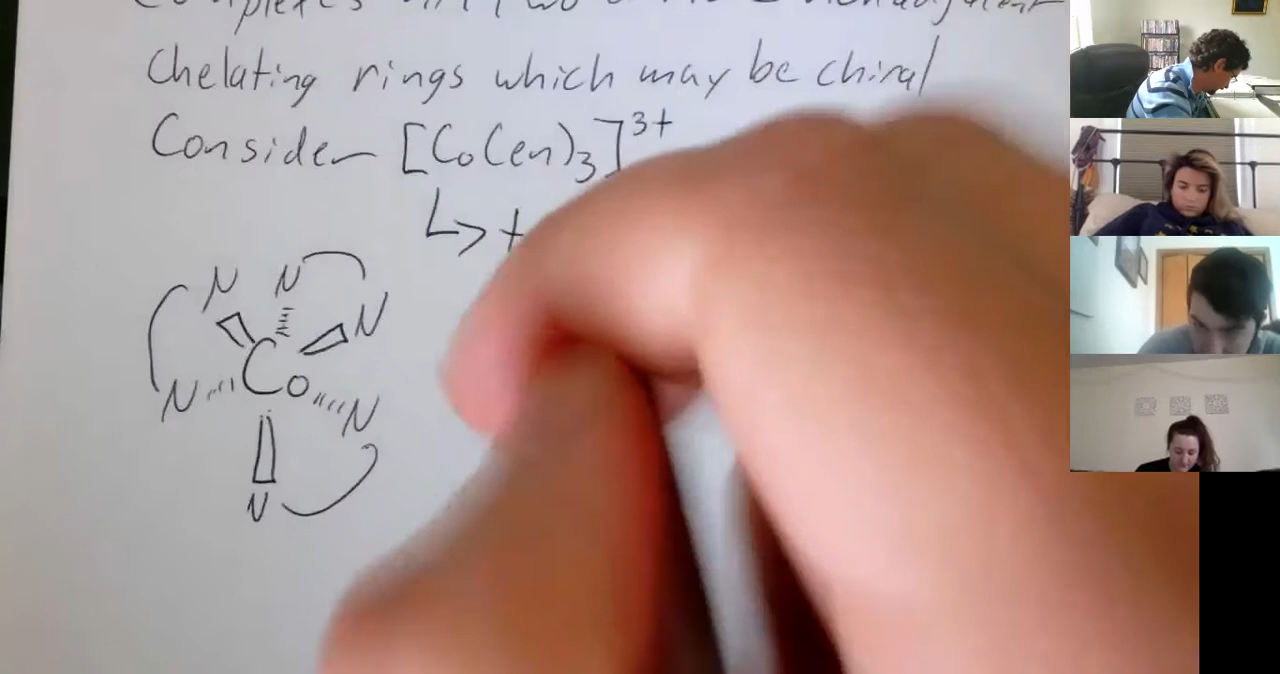 Chelating rings which may be chiral
Consider [Co(en)3]3+
N N
N
Co
N N
N